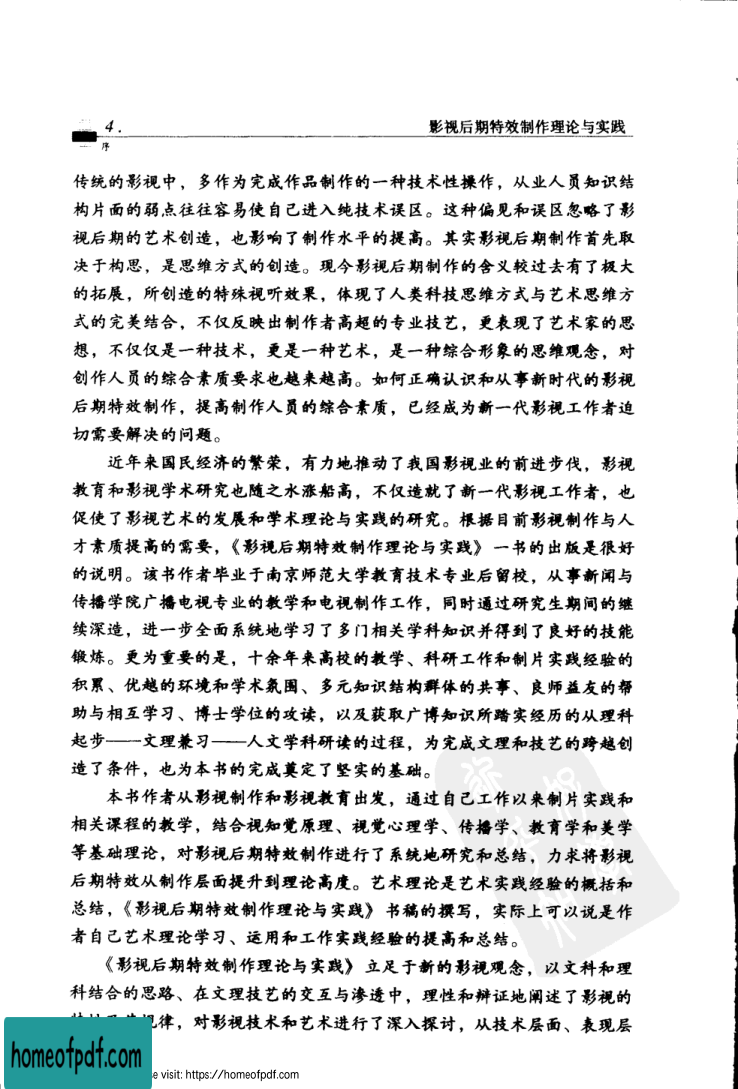 4.
影视后期特效制作理论与实践
序
传统的影视中，多作为完成作品制作的一种技术性操作，从业人员知识结
构片面的弱点往往容易使自己进入纯技术误区。这种偏见和误区忽略了影
视后期的艺术创造，也影响了制作水平的提高。其实影视后期制作首先取
决于构思，是思维方式的创造。现今影视后期制作的含义较过去有了极大
的拓展，所创造的特殊视听效果，体现了人类科技思维方式与艺术思维方
式的完美结合，不仅反映出制作者高超的专业技艺，更表现了艺术家的思
想，不仅仅是一种技术，更是一种艺术，是一种综合形象的思维观念，对
创作人员的综合素质要求也越来越高。如何正确认识和从事新时代的影视
后期特效制作，提高制作人员的综合素质，已经成为新一代影视工作者迫
切需要解决的问题。
近年来国民经济的繁荣，有力地推动了我国影视业的前进步伐，影视
教育和影视学术研究也随之水涨船高，不仅造就了新一代影视工作者，也
促使了影视艺术的发展和学术理论与实践的研究。根据目前影视制作与人
才素质提高的需要，《影视后期特效制作理论与实践》一书的出版是很好
的说明。该书作者毕业于南京师范大学教育技术专业后留校，从事新闻与
传播学院广播电视专业的教学和电视制作工作，同时通过研究生期间的继
续深造，进一步全面系统地学习了多门相关学科知识并得到了良好的技能
锻炼。更为重要的是，十余年来高校的教学、科研工作和制片实践经验的
积累、优越的环境和学术氛围、多元知识结构群体的共事、良师益友的帮
助与相互学习、博士学位的攻读，以及获取广博知识所踏实经历的从理科
起步——文理兼习——人文学科研读的过程，为完成文理和技艺的跨越创
造了条件，也为本书的完成奠定了坚实的基础。
本书作者从影视制作和影视教育出发，通过自己工作以来制片实践和
相关课程的教学，结合视知觉原理、视觉心理学、传播学、教育学和美学
等基础理论，对影视后期特效制作进行了系统地研究和总结，力求将影视
后期特效从制作层面提升到理论高度。艺术理论是艺术实践经验的概括和
总结，《影视后期特效制作理论与实践》书稿的撰写，实际上可以说是作
者自己艺术理论学习、运用和工作实践经验的提高和总结。
《影视后期特效制作理论与实践》立足于新的影视观念，以文科和理
科结合的思路、在文理技艺的交互与渗透中，理性和辩证地阐述了影视的
规律，对影视技术和艺术进行了深入探讨，从技术层面、表现层
homeofpdf.com
se visit: https://homeofpdf.com